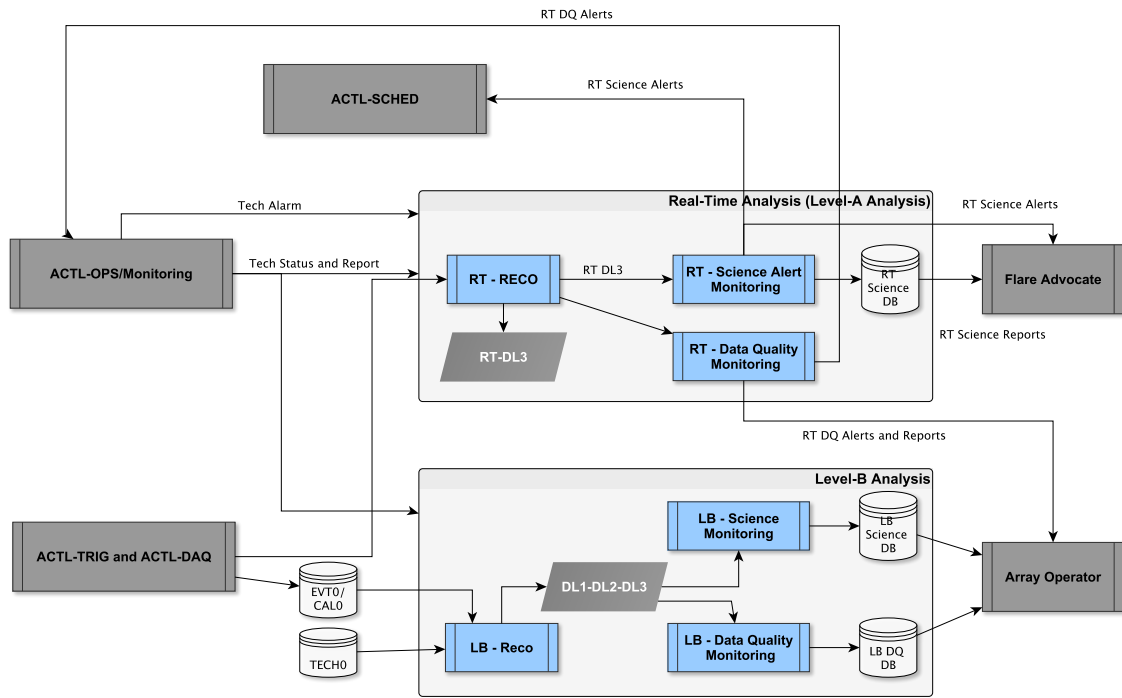 RT DQ Alerts
ACTL-SCHED
RT Science Alerts
Tech Alarm
Real-Time Analysis (Level-A Analysis)
RT Science Alerts
ACTL-OPS/Monitoring
Tech Status and Report
RT - RECO
RT DL3
RT - Science Alert
Monitoring
RT
Science
DB
Flare Advocate
RT-DL3
RT - Data Quality
Monitoring
RT Science Reports
RT DQ Alerts and Reports
Level-B Analysis
ACTL-TRIG and ACTL-DAQ
LB - Science
Monitoring
LB
Science
DB
EVT0/
CAL0
DL1-DL2-DL3
Array Operator
TECH0
LB - Reco
LB - Data Quality
Monitoring
LB DQ
DB